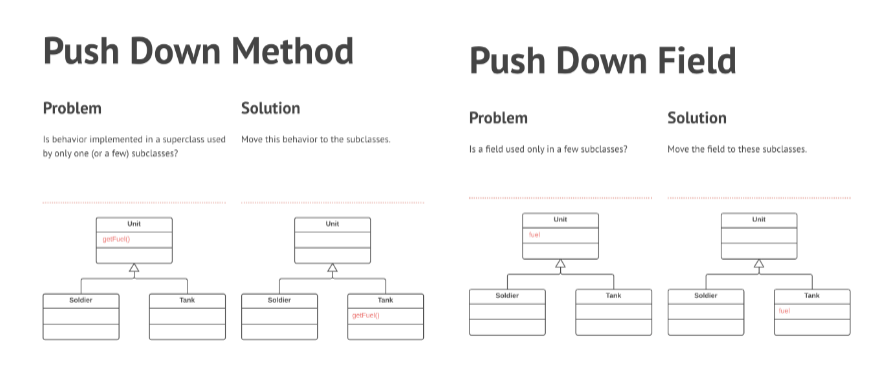 Push Down Method
Problem
Is behavior implemented in a superclass used
by only one (or a few) subclasses?
Solution
Move this behavior to the subclasses.
Unit
getFuel()
Soldier
Tank
Unit
Soldier
Tank
getFuel()
Push Down Field
Problem
Is a field used only in a few subclasses?
Solution
Move the field to these subclasses.
Unit
fuel
Soldier
Tank
Unit
Soldier
Tank
fuel